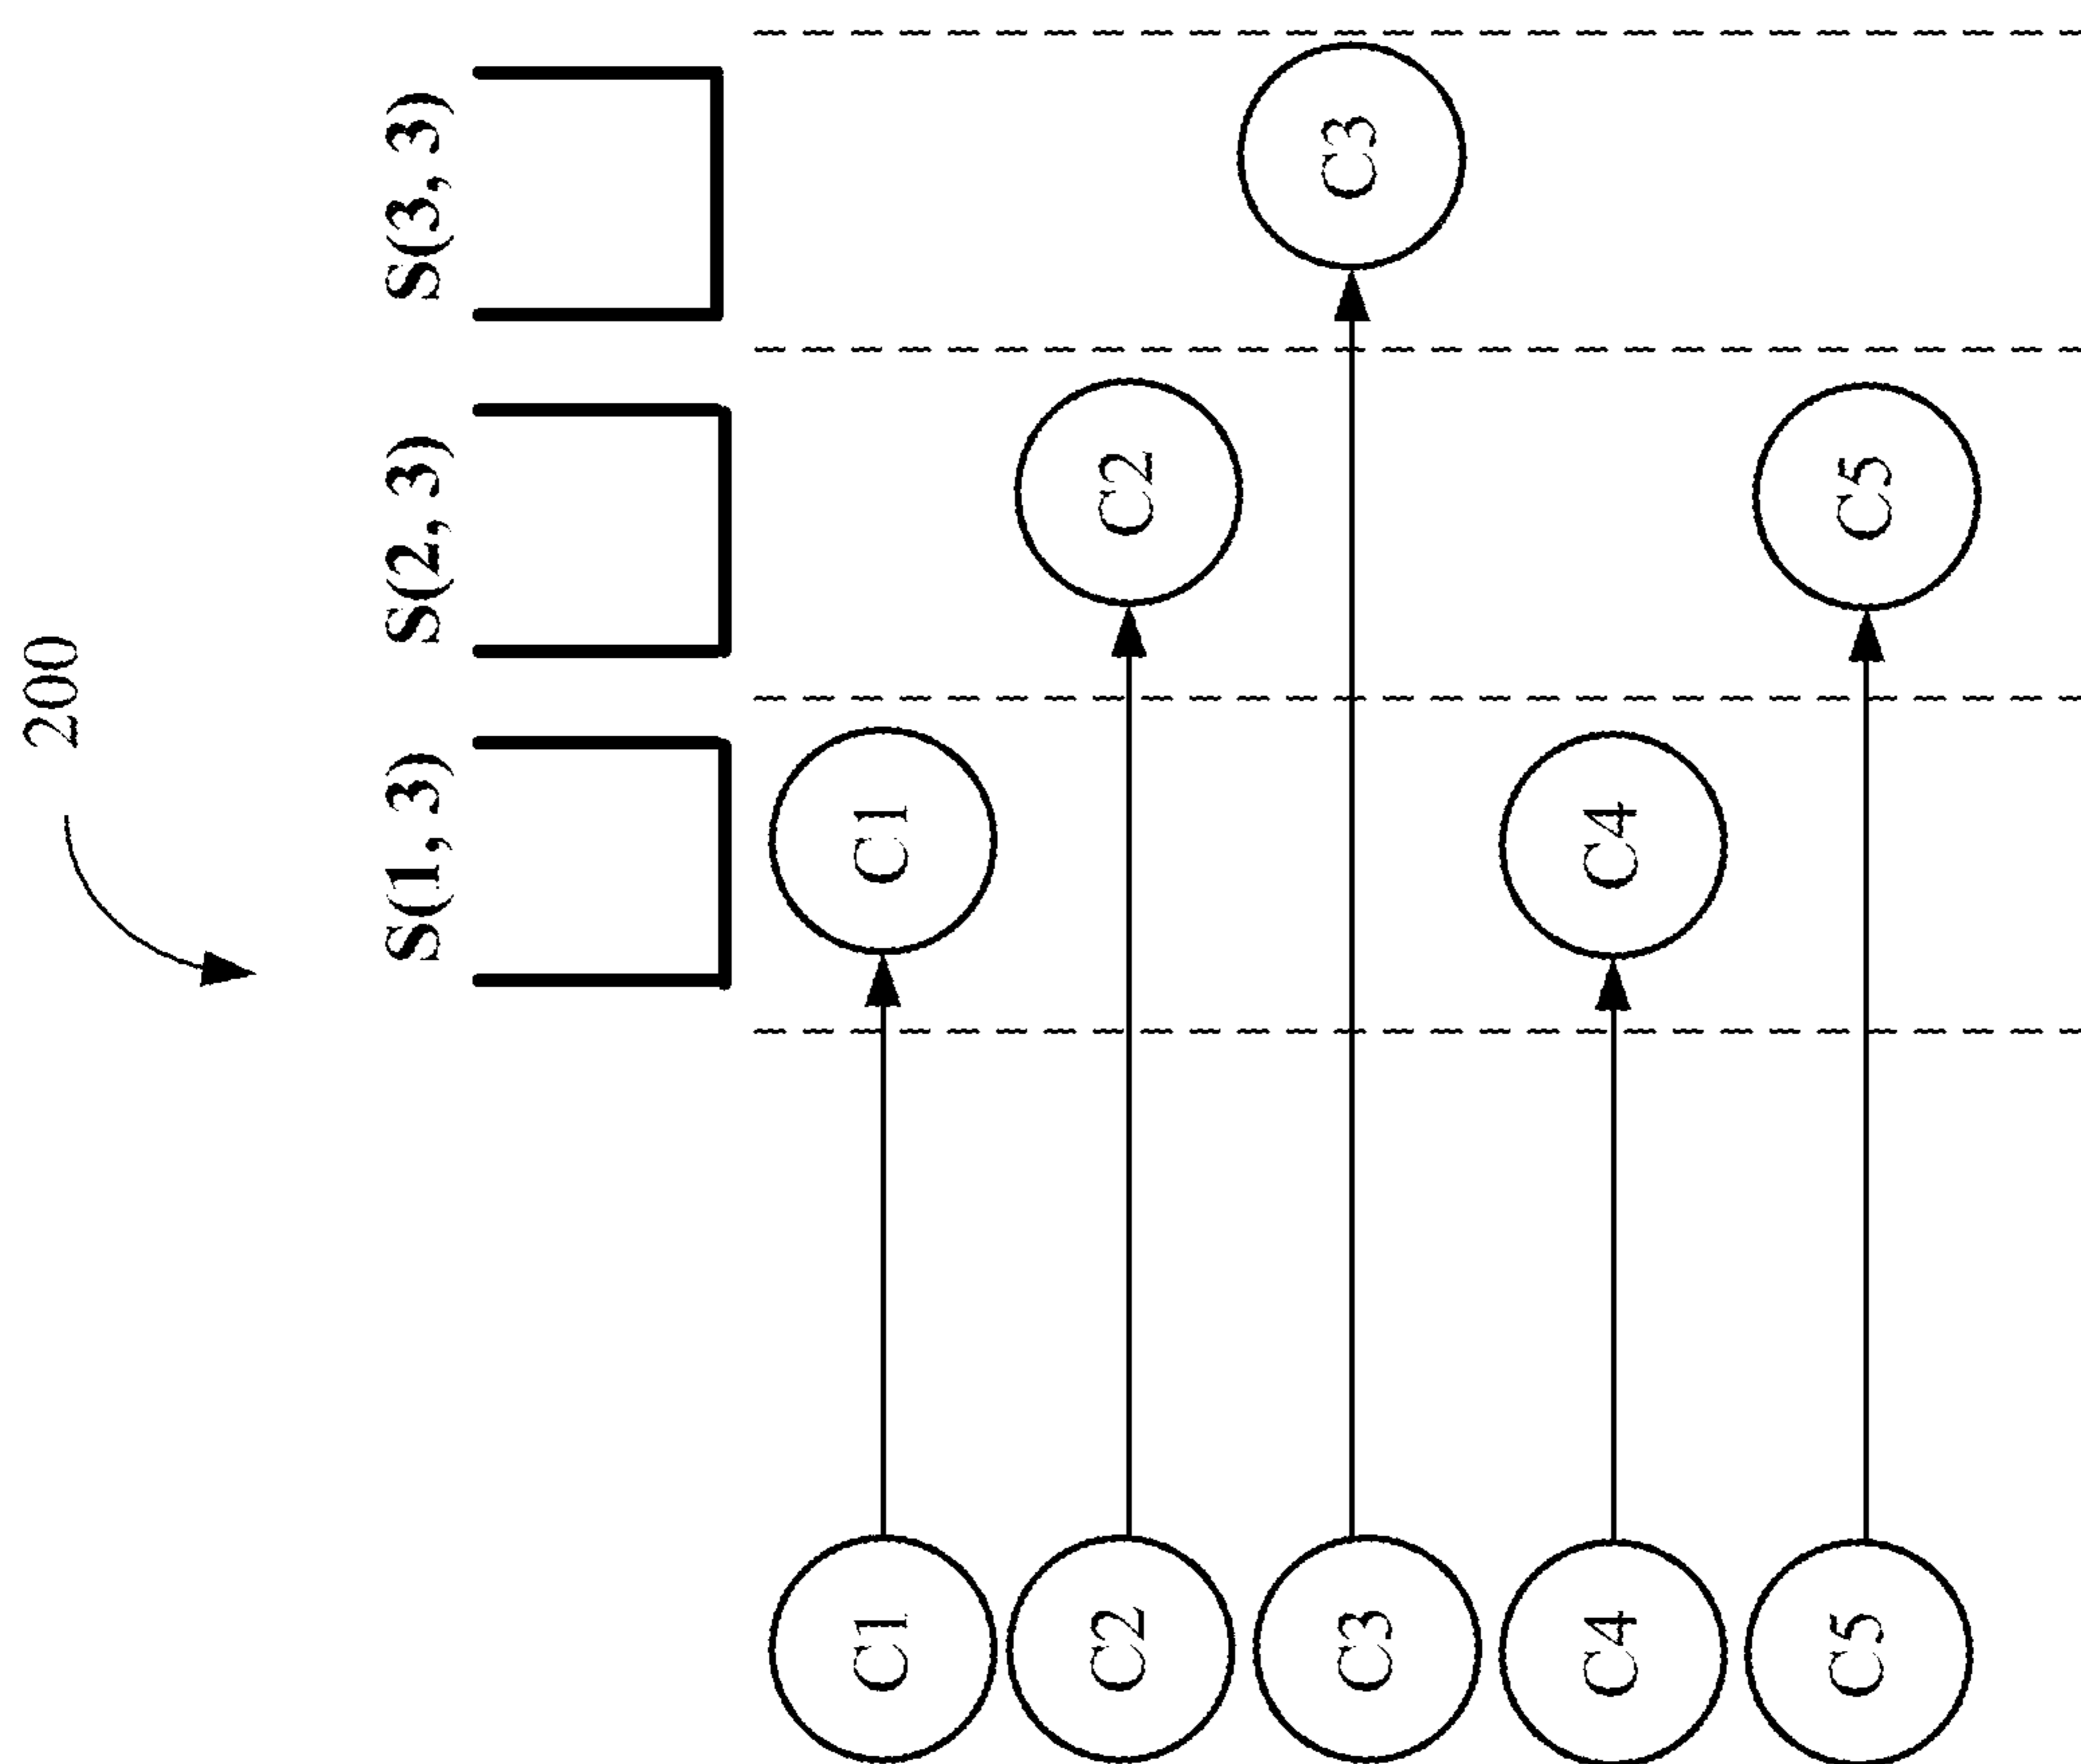 200
S(1, 3) S(2, 3) S(3, 3)
C1 C1
C2 C2
C3 C3
C4 C4
C5 C5